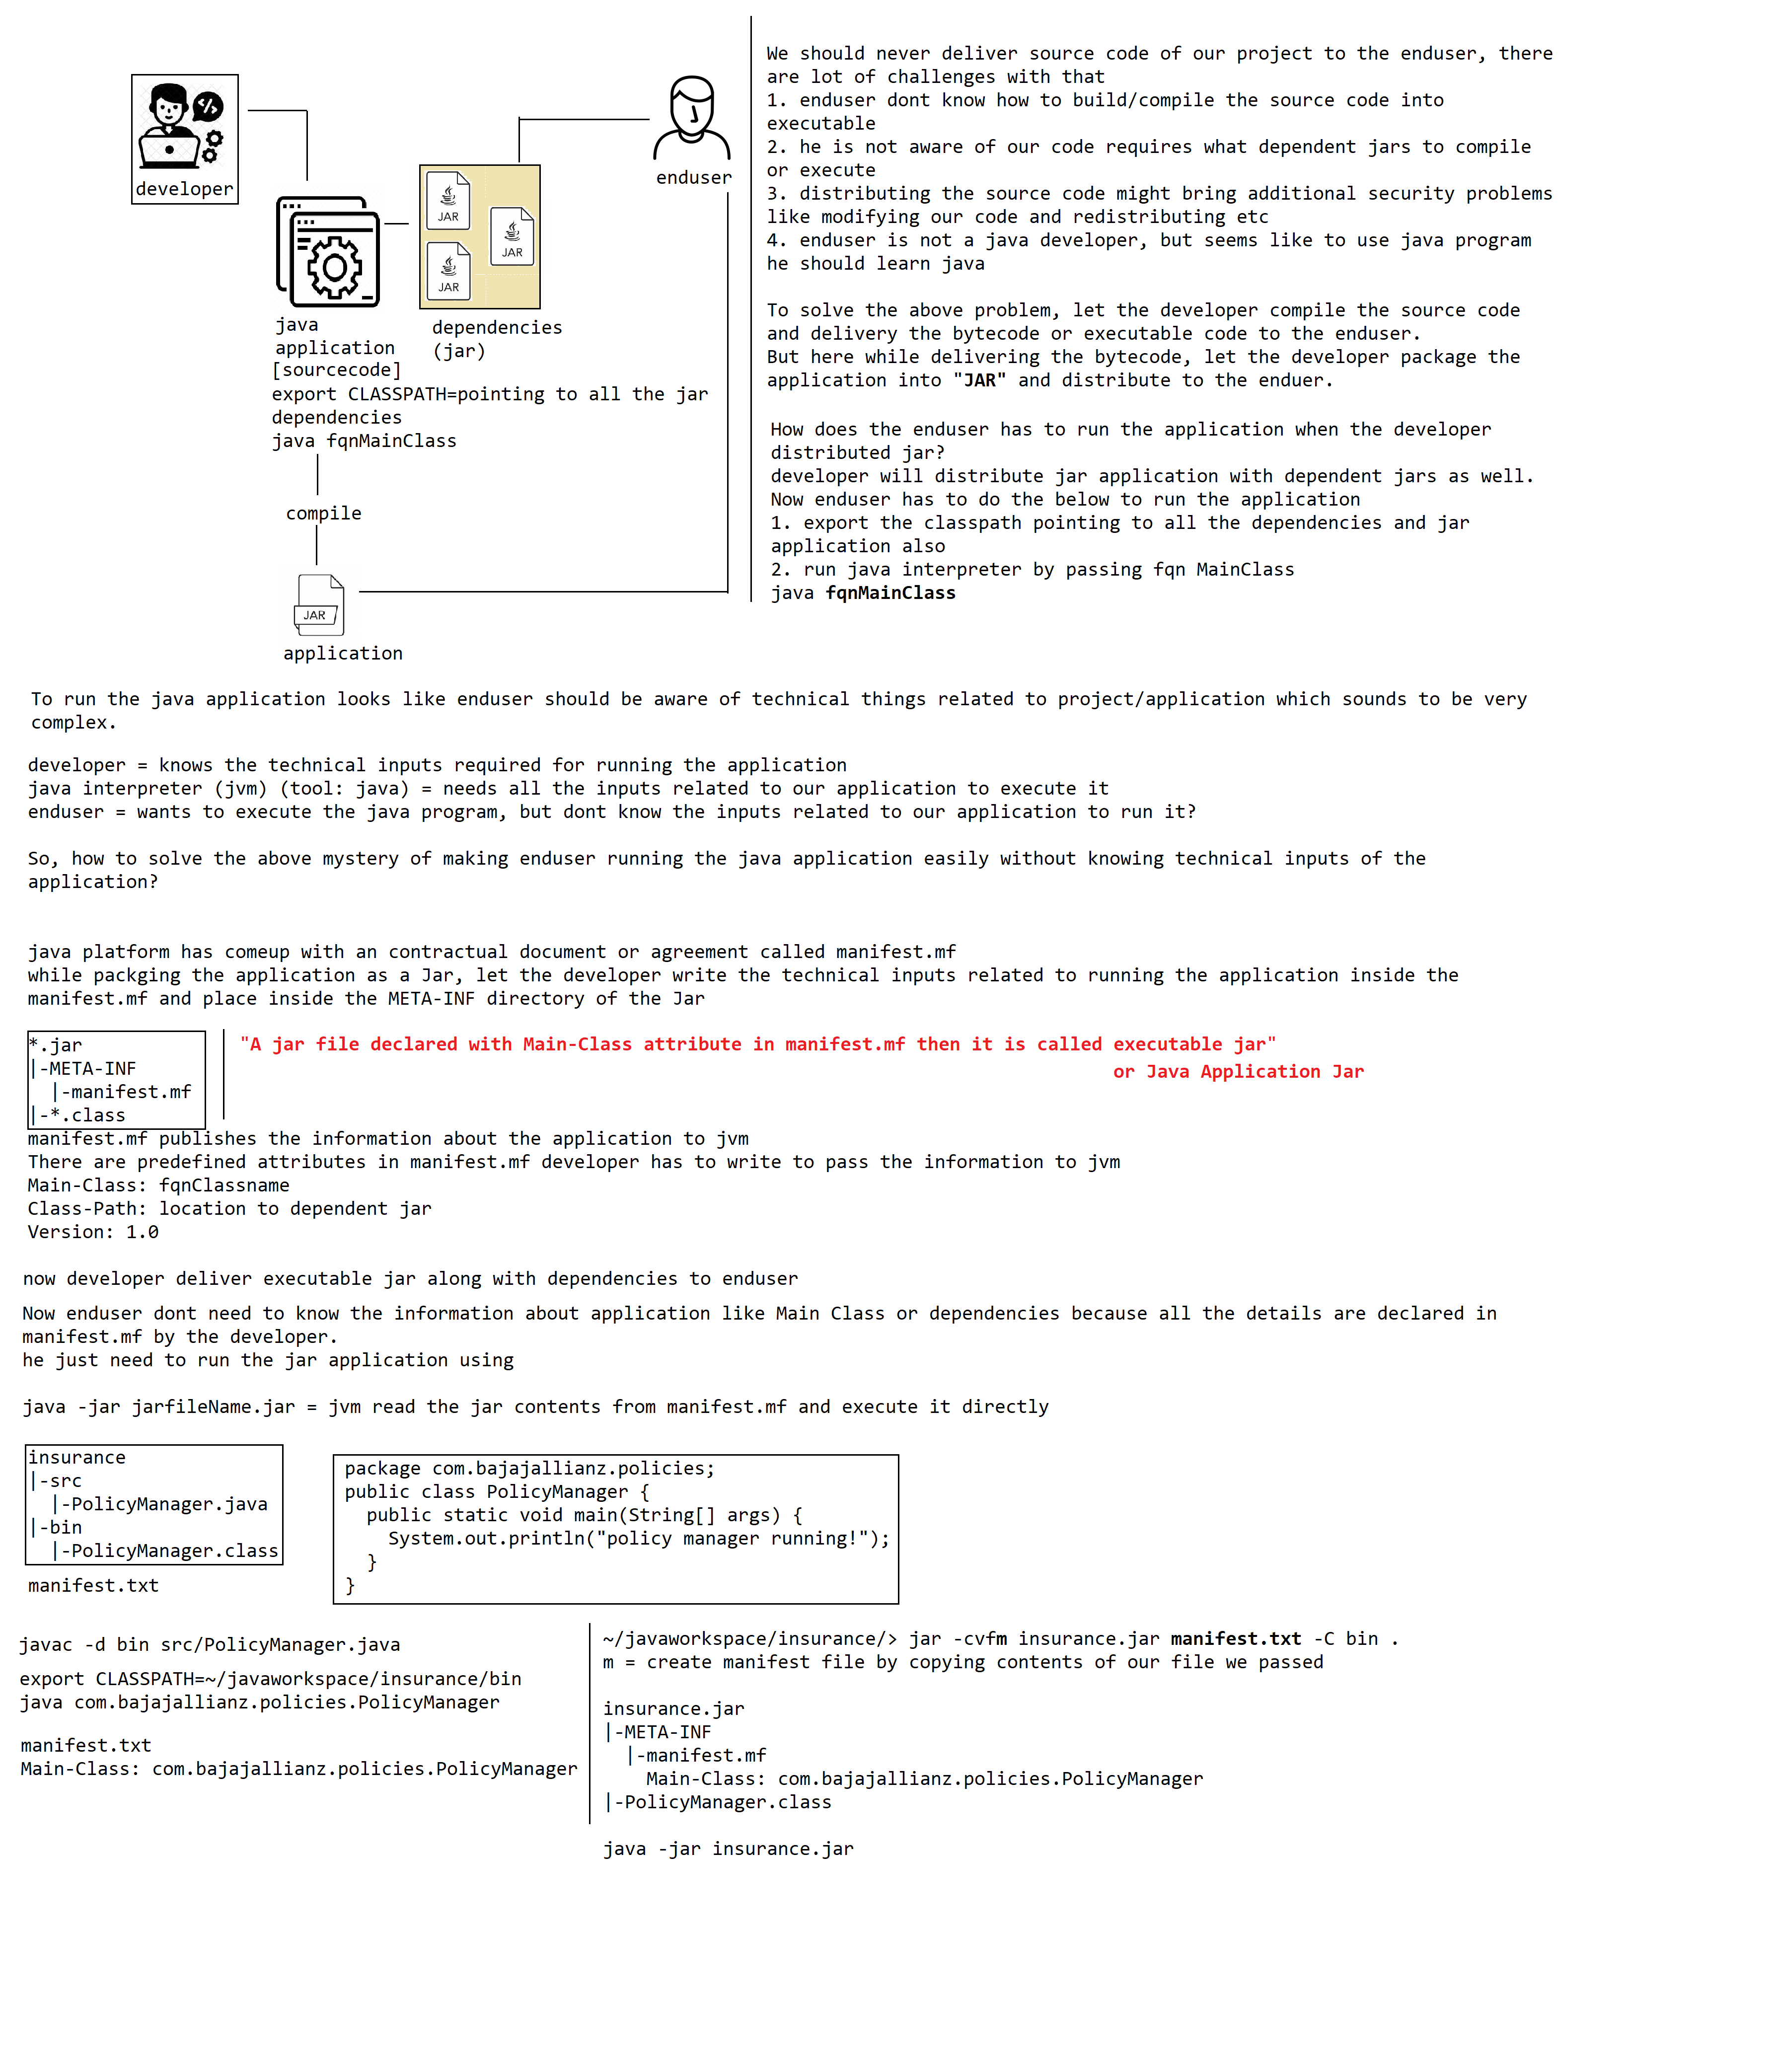 developer
JAR
JAR
JAR
enduser
java
application
[sourcecode]
dependencies
(jar)
export CLASSPATH=pointing to all the jar
dependencies
java fqnMainClass
compile
JAR
application
We should never deliver source code of our project to the enduser, there
are lot of challenges with that
1. enduser dont know how to build/compile the source code into
executable
2. he is not aware of our code requires what dependent jars to compile
or execute
3. distributing the source code might bring additional security problems
like modifying our code and redistributing etc
4. enduser is not a java developer, but seems like to use java program
he should learn java
To solve the above problem, let the developer compile the source code
and delivery the bytecode or executable code to the enduser.
But here while delivering the bytecode, let the developer package the
application into "JAR" and distribute to the enduer.
How does the enduser has to run the application when the developer
distributed jar?
developer will distribute jar application with dependent jars as well.
Now enduser has to do the below to run the application
1. export the classpath pointing to all the dependencies and jar
application also
2. run java interpreter by passing fqn MainClass
java fqnMainClass
To run the java application looks like enduser should be aware of technical things related to project/application which sounds to be very
complex.
developer = knows the technical inputs required for running the application
java interpreter (jvm) (tool: java) = needs all the inputs related to our application to execute it
enduser = wants to execute the java program, but dont know the inputs related to our application to run it?
So, how to solve the above mystery of making enduser running the java application easily without knowing technical inputs of the
application?
java platform has comeup with an contractual document or agreement called manifest.mf
while packging the application as a Jar, let the developer write the technical inputs related to running the application inside the
manifest.mf and place inside the META-INF directory of the Jar
*.jar
|-META-INF
|-manifest.mf
|-*.class
"A jar file declared with Main-Class attribute in manifest.mf then it is called executable jar"
or Java Application Jar
manifest.mf publishes the information about the application to jvm
There are predefined attributes in manifest.mf developer has to write to pass the information to jvm
Main-Class: fqnClassname
Class-Path: location to dependent jar
Version: 1.0
now developer deliver executable jar along with dependencies to enduser
Now enduser dont need to know the information about application like Main Class or dependencies because all the details are declared in
manifest.mf by the developer.
he just need to run the jar application using
java -jar jarfileName.jar = jvm read the jar contents from manifest.mf and execute it directly
insurance
|-src
|-PolicyManager.java
|-bin
|-PolicyManager.class
manifest.txt
package com.bajajallianz.policies;
public class PolicyManager {
public static void main(String[] args) {
System.out.println("policy manager running!");
}
}
javac -d bin src/PolicyManager.java
export CLASSPATH=~/javaworkspace/insurance/bin
java com.bajajallianz.policies.PolicyManager
manifest.txt
Main-Class: com.bajajallianz.policies.PolicyManager
~/javaworkspace/insurance/> jar -cvfm insurance.jar manifest.txt -C bin .
m = create manifest file by copying contents of our file we passed
insurance.jar
|-META-INF
|-manifest.mf
Main-Class: com.bajajallianz.policies.PolicyManager
|-PolicyManager.class
java -jar insurance.jar